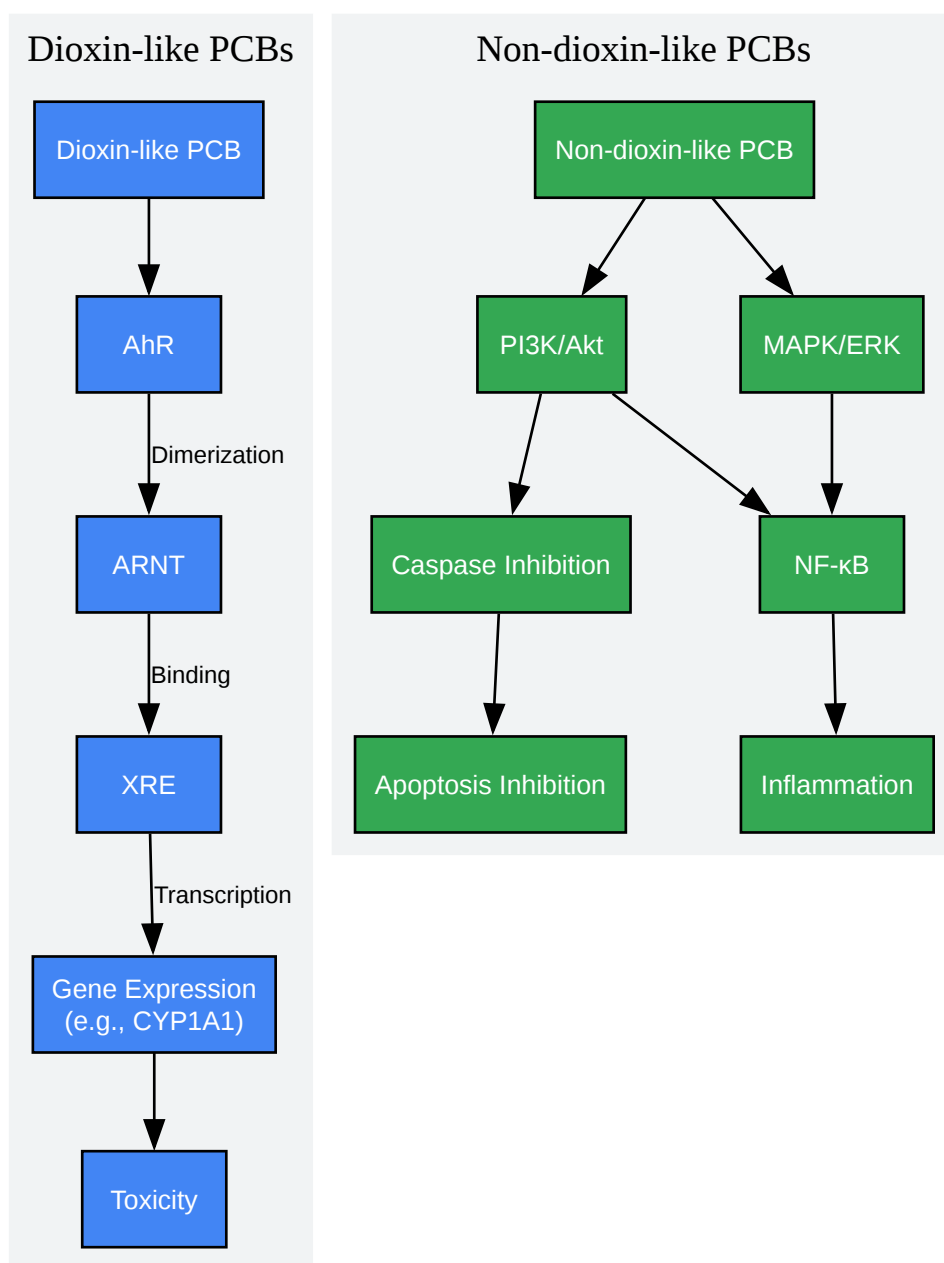 Dioxin-like PCBs
Dioxin-like PCB
AhR
Dimerization
ARNT
Binding
XRE
Transcription
Gene Expression
(e.g., CYP1A1)
Toxicity
Non-dioxin-like PCBs
Non-dioxin-like PCB
PI3K/Akt
MAPK/ERK
Caspase Inhibition
NF-κB
Apoptosis Inhibition
Inflammation